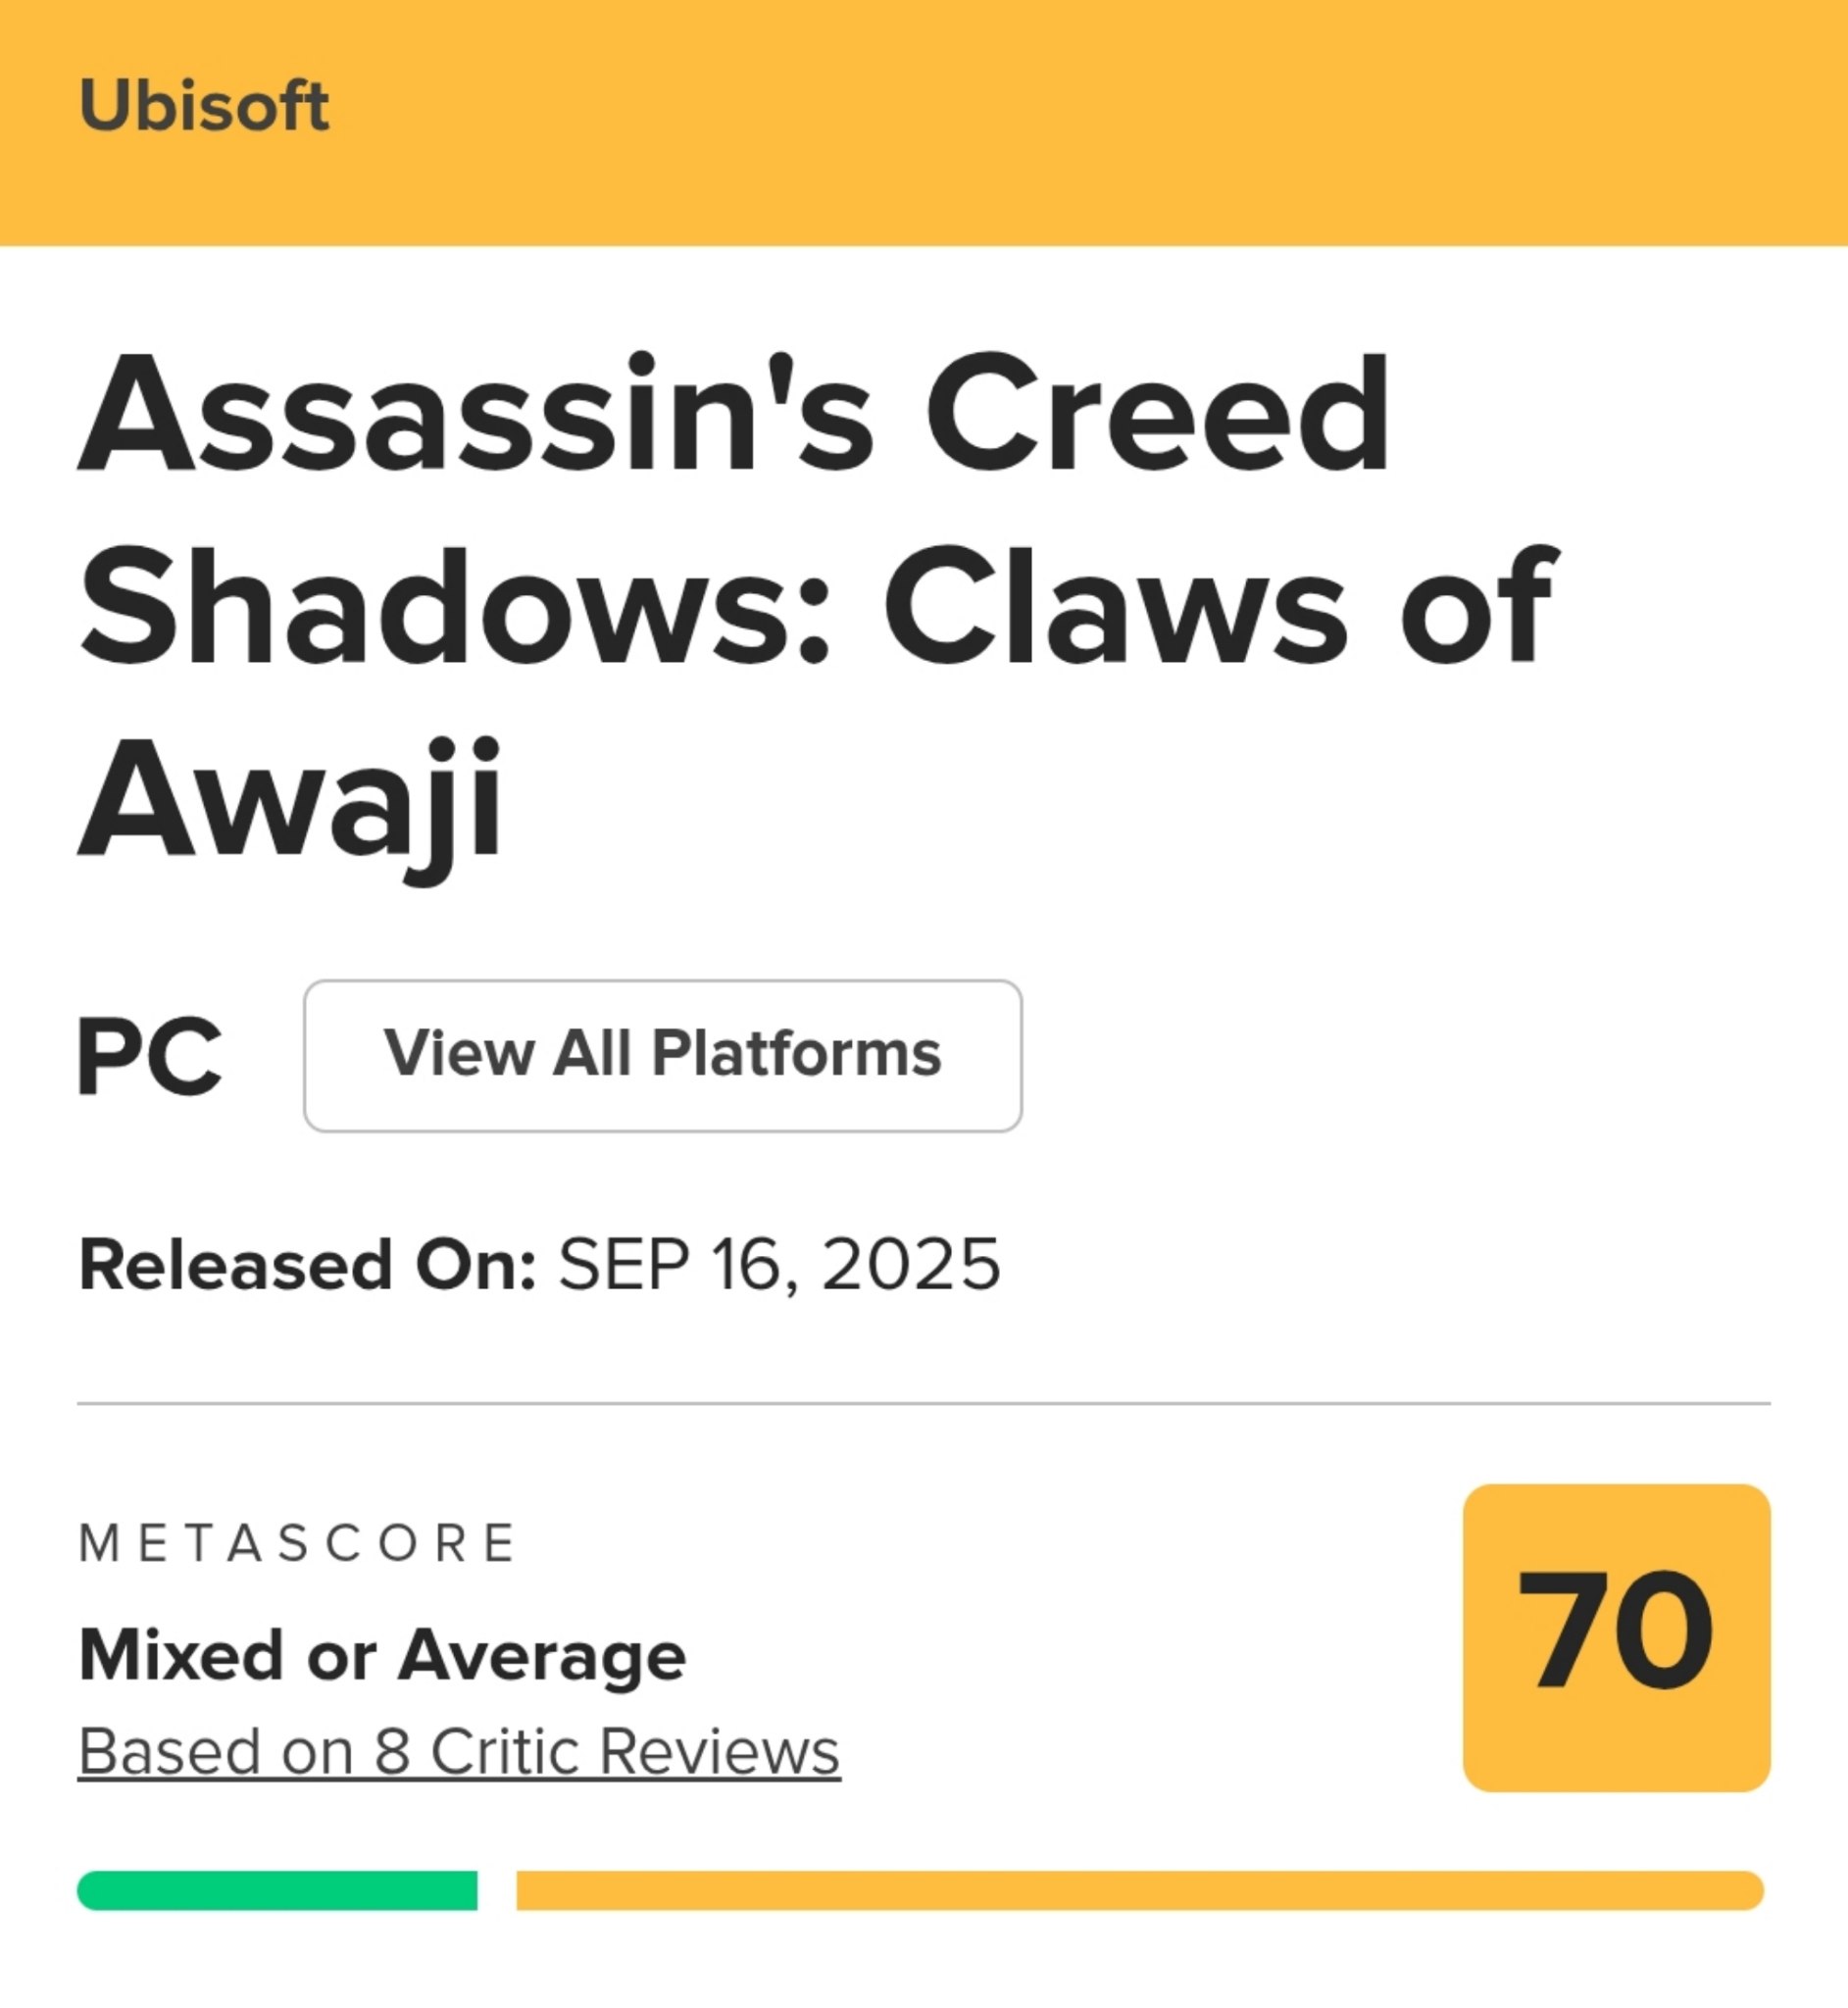 Ubisoft
Assassin's Creed
Shadows: Claws of
Awaji
PC
View All Platforms
Released On: SEP 16, 2025
METASCORE
Mixed or Average
Based on 8 Critic Reviews
70